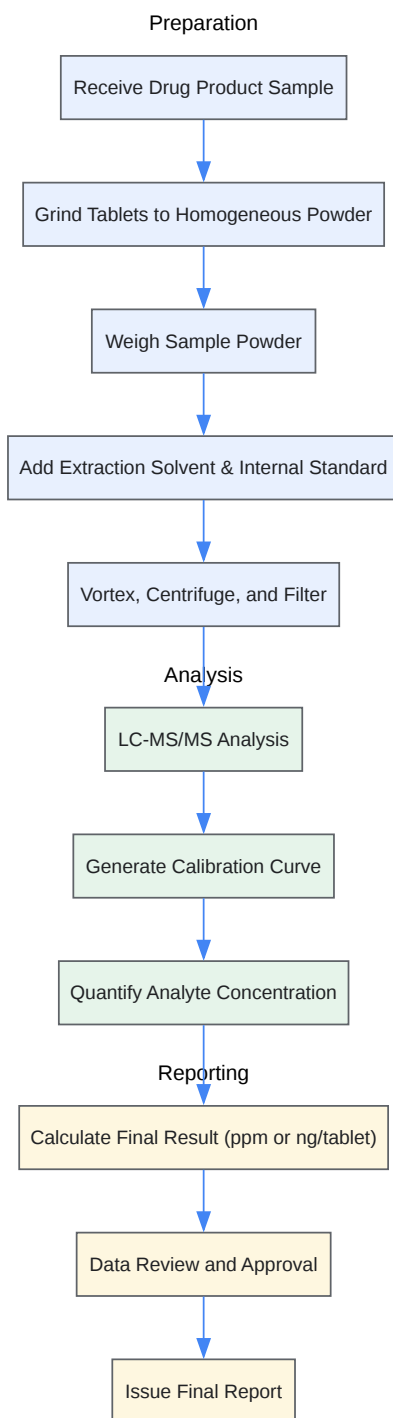 Preparation
Receive Drug Product Sample
Grind Tablets to Homogeneous Powder
Weigh Sample Powder
Add Extraction Solvent & Internal Standard
Vortex, Centrifuge, and Filter
Analysis
LC-MS/MS Analysis
Generate Calibration Curve
Quantify Analyte Concentration
Reporting
Calculate Final Result (ppm or ng/tablet)
Data Review and Approval
Issue Final Report